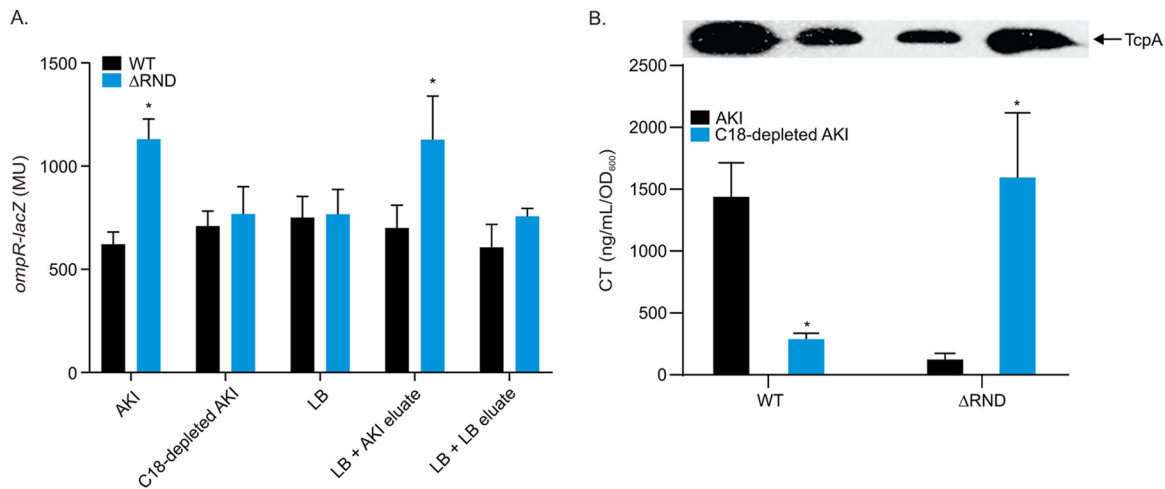 A.
ompR-lacZ (MU)
1500
1000
500
0
WT
ΔRND
*
*
AKI
C18-depleted AKI
LB
LB + AKI eluate
LB + LB eluate
B.
TcpA
CT (ng/mL/OD600)
2500
2000
1500
1000
500
0
AKI
C18-depleted AKI
*
*
WT
ΔRND